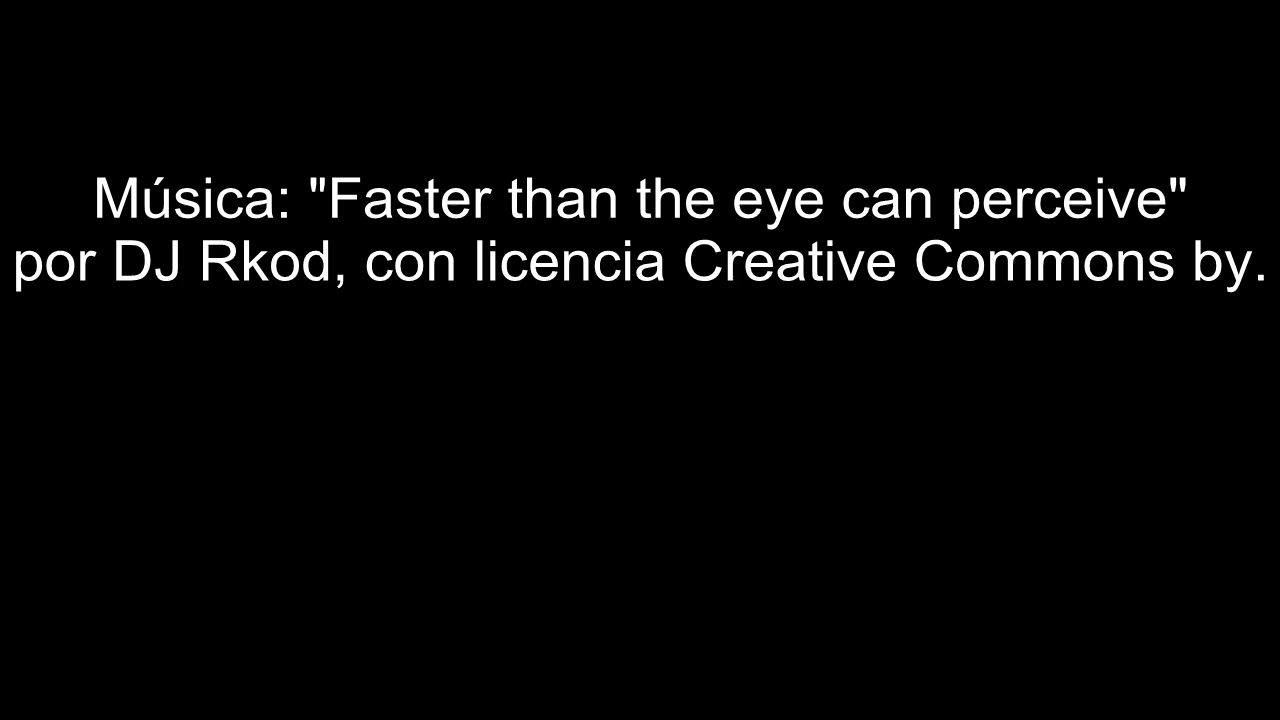 Música: "Faster than the eye can perceive"
por DJ Rkod, con licencia Creative Commons by.